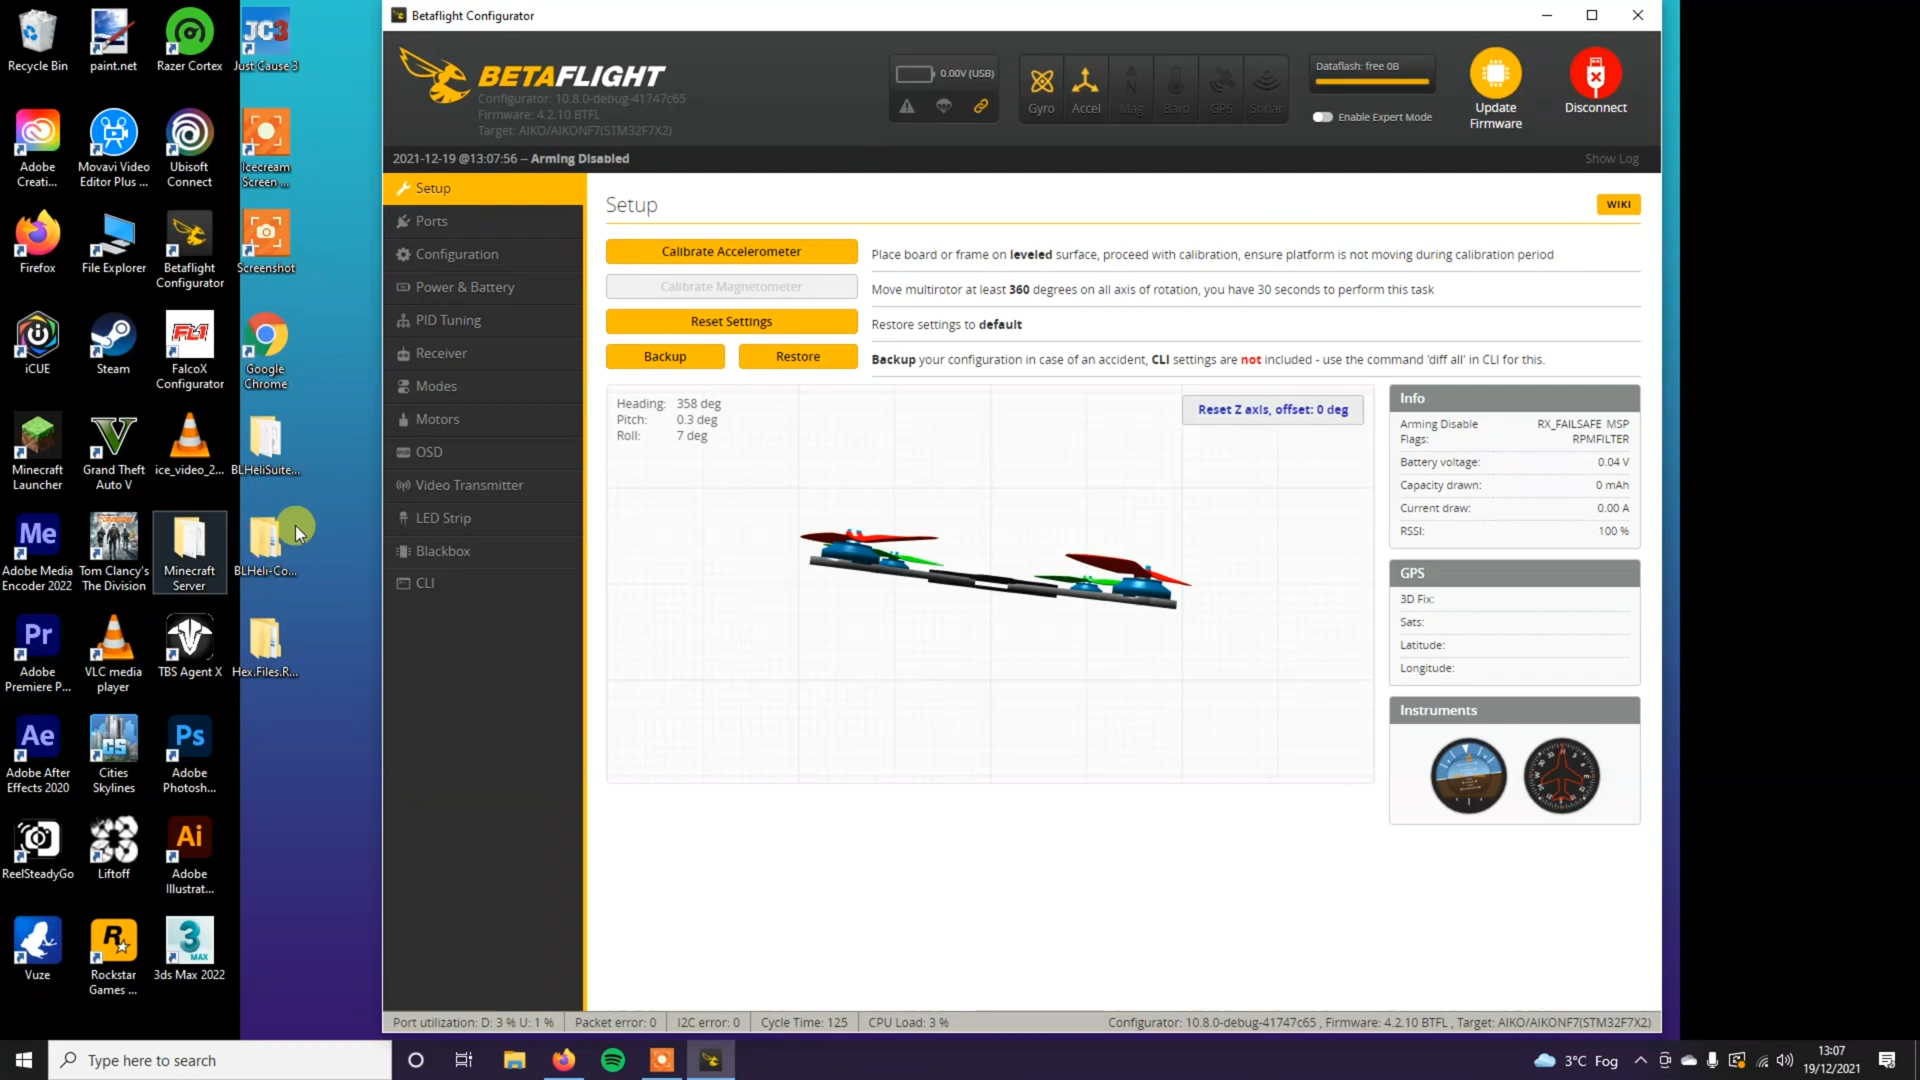 Recycle Bin
paint.net
Razer Cortex
Just Cause 3
Adobe
Creati...
Movavi Video
Editor Plus ...
Ubisoft
Connect
Icecream
Screen ...
Firefox
File Explorer
Betaflight
Configurator
Screenshot
iCUE
Steam
FalcoX
Configurator
Google
Chrome
Minecraft
Launcher
Grand Theft
Auto V
ice_video_2...
BLHeliSuite...
Adobe Media
Encoder 2022
Tom Clancy's
The Division
Minecraft
Server
BLHeli-Co...
Adobe
Premiere P...
VLC media
player
TBS Agent X
Hex.Files.R...
Adobe After
Effects 2020
Cities
Skylines
Adobe
Photosh...
ReelSteadyGo
Liftoff
Adobe
Illustrat...
Vuze
Rockstar
Games ...
3ds Max 2022
Betaflight Configurator
BETAFLIGHT
Configurator: 10.8.0-debug-41747c65
Firmware: 4.2.10 BTFL
Target: AIKO/AIKONF7(STM32F7X2)
0.00V (USB)
Gyro
Accel
Mag
Baro
GPS
Sonar
Dataflash: free 0B
Enable Expert Mode
Update
Firmware
Disconnect
2021-12-19 @13:07:56 -- Arming Disabled
Show Log
Setup
Ports
Configuration
Power & Battery
PID Tuning
Receiver
Modes
Motors
OSD
Video Transmitter
LED Strip
Blackbox
CLI
Setup
WIKI
Calibrate Accelerometer
Place board or frame on leveled surface, proceed with calibration, ensure platform is not moving during calibration period
Calibrate Magnetometer
Move multirotor at least 360 degrees on all axis of rotation, you have 30 seconds to perform this task
Reset Settings
Restore settings to default
Backup
Restore
Backup your configuration in case of an accident, CLI settings are not included - use the command 'diff all' in CLI for this.
Heading: 358 deg
Pitch: 0.3 deg
Roll: 7 deg
Reset Z axis, offset: 0 deg
Info
Arming Disable Flags:
RX_FAILSAFE MSP RPMFILTER
Battery voltage: 0.04 V
Capacity drawn: 0 mAh
Current draw: 0.00 A
RSSI: 100 %
GPS
3D Fix:
Sats:
Latitude:
Longitude:
Instruments
Port utilization: D: 3 % U: 1 %
Packet error: 0
I2C error: 0
Cycle Time: 125
CPU Load: 3 %
Configurator: 10.8.0-debug-41747c65 , Firmware: 4.2.10 BTFL , Target: AIKO/AIKONF7(STM32F7X2)
Type here to search
3°C Fog
13:07
19/12/2021